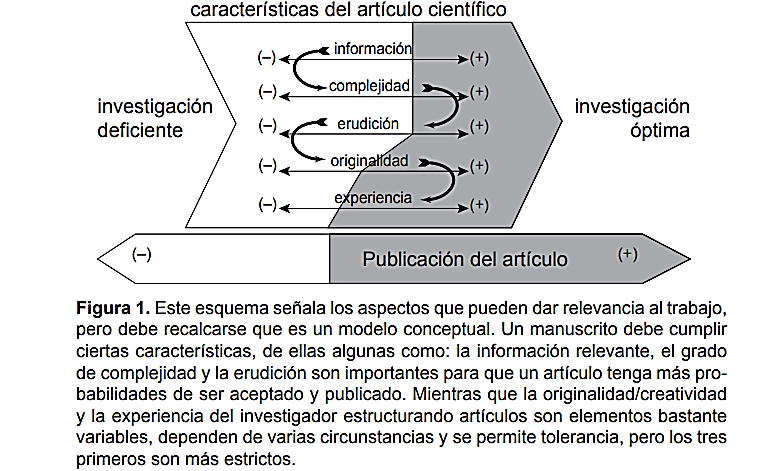 características del artículo científico
(–) información (+)
(–) complejidad (+)
investigación deficiente
investigación óptima
(–) erudición (+)
(–) originalidad (+)
(–) experiencia (+)
(–) Publicación del artículo (+)
Figura 1. Este esquema señala los aspectos que pueden dar relevancia al trabajo,
pero debe recalcarse que es un modelo conceptual. Un manuscrito debe cumplir
ciertas características, de ellas algunas como: la información relevante, el grado
de complejidad y la erudición son importantes para que un artículo tenga más pro-
babilidades de ser aceptado y publicado. Mientras que la originalidad/creatividad
y la experiencia del investigador estructurando artículos son elementos bastante
variables, dependen de varias circunstancias y se permite tolerancia, pero los tres
primeros son más estrictos.